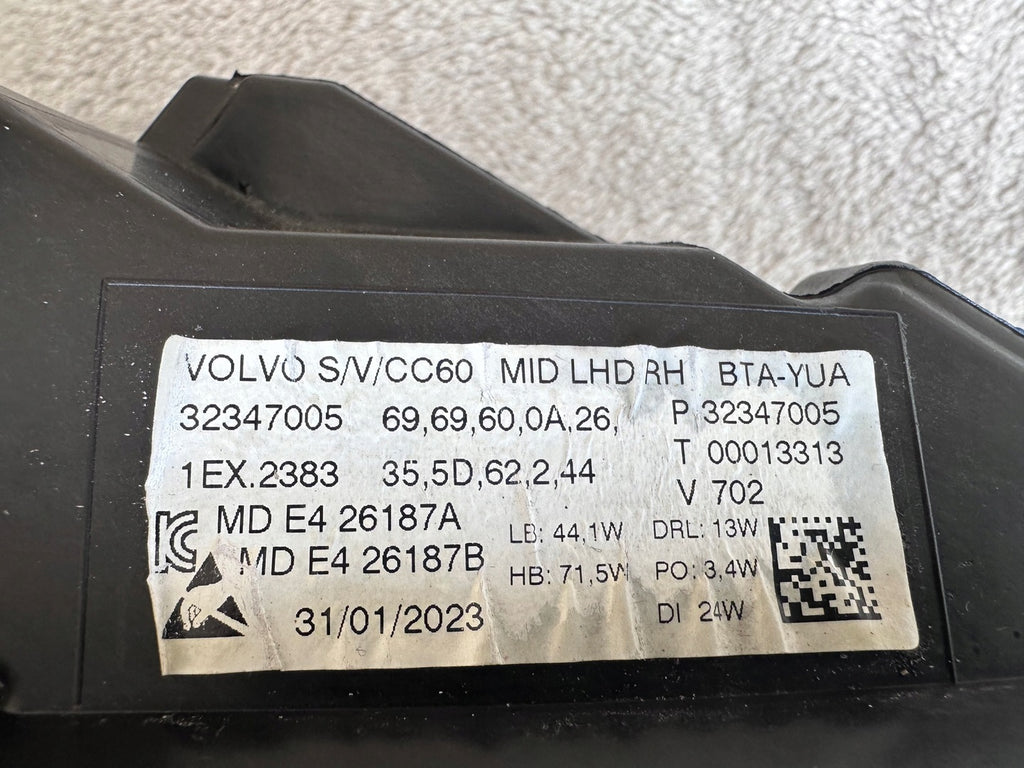 VOLVO S/V/CC60 MID LHD RH BTA-YUA
32347005 69,69,60,0A,26, P 32347005
1EX.2383 35,5D,62,2,44 T 00013313
V 702
MD E4 26187A LB: 44,1W DRL: 13W
MD E4 26187B HB: 71,5W PO: 3,4W
31/01/2023 DI 24W